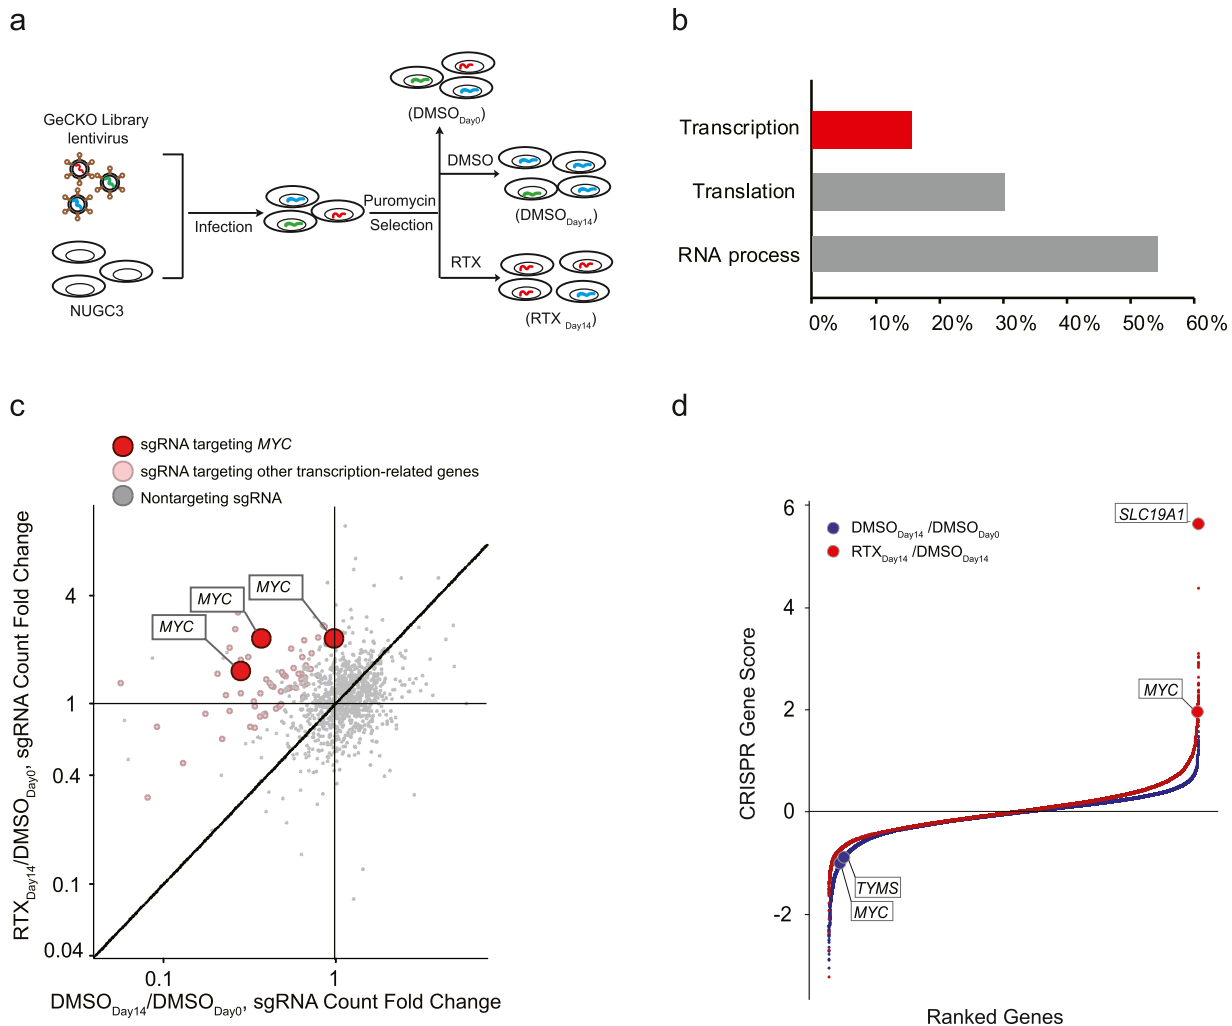 a
GeCKO Library
lentivirus
NUGC3
Infection
Puromycin
Selection
(DMSODay0)
DMSO
(DMSODay14)
RTX
(RTX Day14)
b
Transcription
Translation
RNA process
0% 10% 20% 30% 40% 50% 60%
c
sgRNA targeting MYC
sgRNA targeting other transcription-related genes
Nontargeting sgRNA
RTXDay14/DMSODay0, sgRNA Count Fold Change
4
1
0.4
0.1
0.04
MYC
MYC
MYC
0.1 1
DMSODay14/DMSODay0, sgRNA Count Fold Change
d
CRISPR Gene Score
6
4
2
0
-2
DMSODay14 /DMSODay0
RTXDay14 /DMSODay14
SLC19A1
MYC
TYMS
MYC
Ranked Genes